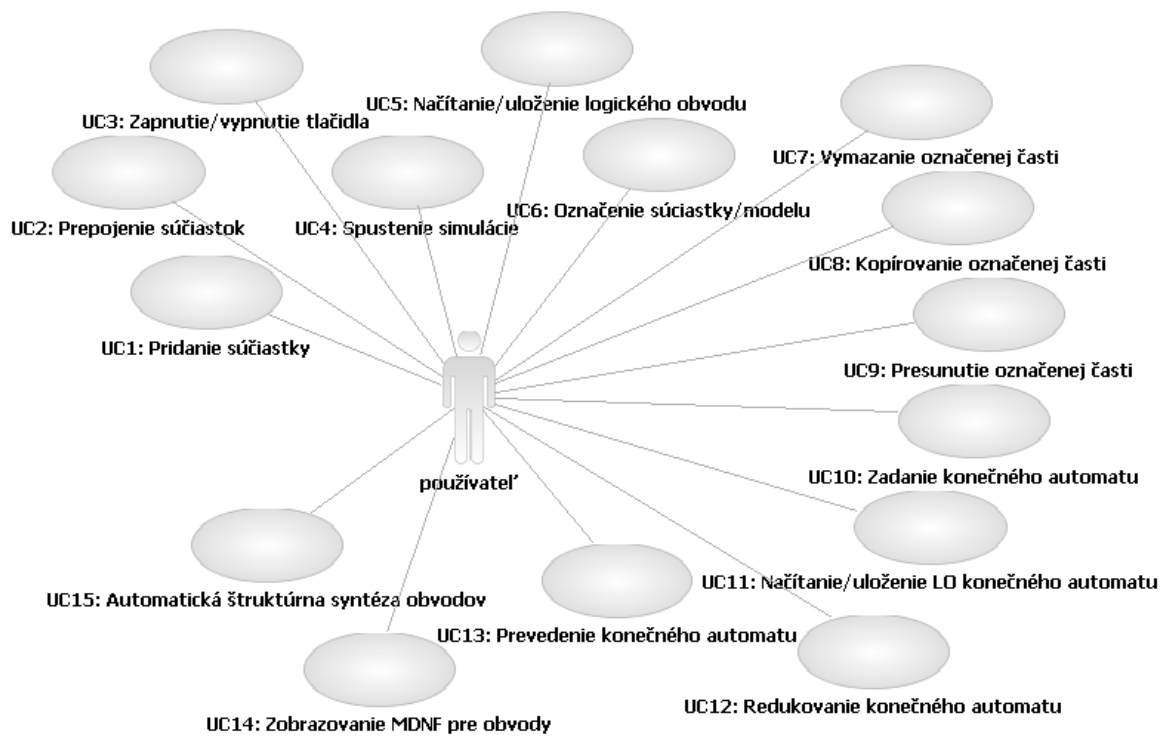 UC5: Načítanie/uloženie logického obvodu
UC3: Zapnutie/vypnutie tlačidla
UC7: Vymazanie označenej časti
UC6: Označenie súciastky/modelu
UC2: Prepojenie súčiastok
UC4: Spustenie simulácie
UC8: Kopírovanie označenej časti
UC1: Pridanie súčiastky
UC9: Presunutie označenej časti
UC10: Zadanie konečného automatu
používateľ
UC11: Načítanie/uloženie LO konečného automatu
UC15: Automatická štruktúrna syntéza obvodov
UC13: Prevedenie konečného automatu
UC12: Redukovanie konečného automatu
UC14: Zobrazovanie MDNF pre obvody